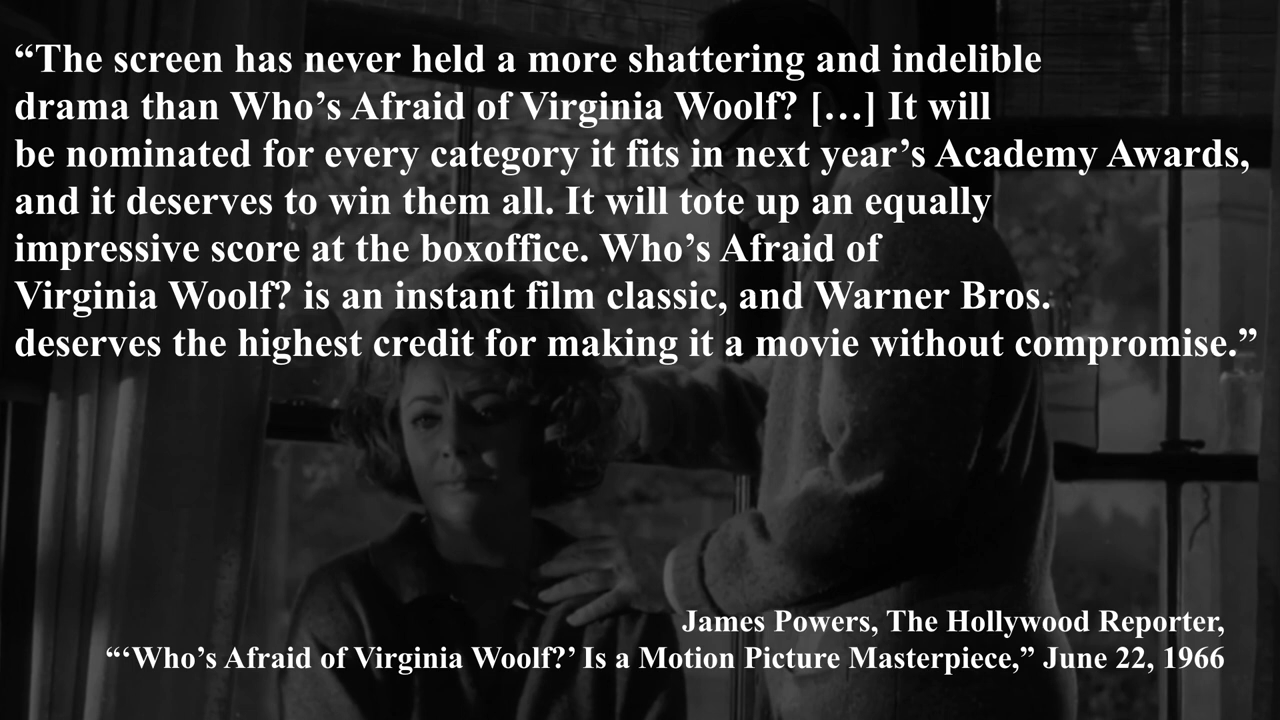 “The screen has never held a more shattering and indelible
drama than Who’s Afraid of Virginia Woolf? […] It will
be nominated for every category it fits in next year’s Academy Awards,
and it deserves to win them all. It will tote up an equally
impressive score at the boxoffice. Who’s Afraid of
Virginia Woolf? is an instant film classic, and Warner Bros.
deserves the highest credit for making it a movie without compromise.”
James Powers, The Hollywood Reporter,
“‘Who’s Afraid of Virginia Woolf?’ Is a Motion Picture Masterpiece,” June 22, 1966